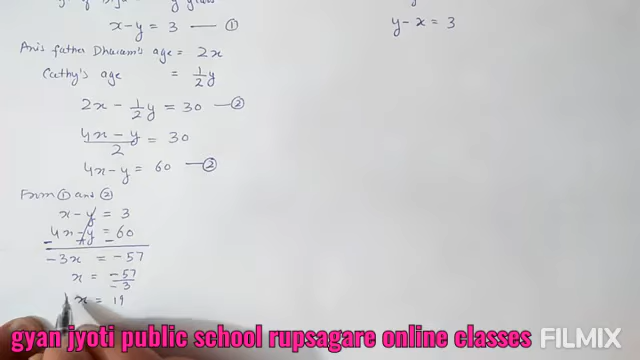 x - y = 3 —— ①
Anis father Dharam's age = 2x
Cathy's age = 1/2 y
2x - 1/2 y = 30 —②
4x - y / 2 = 30
4x - y = 60 —②
Form ① and ②
x - y = 3
4x - y = 60
- + -
-3x = -57
x = -57 / -3
x = 19
y - x = 3
gyan jyoti public school rupsagare online classes
FILMIX